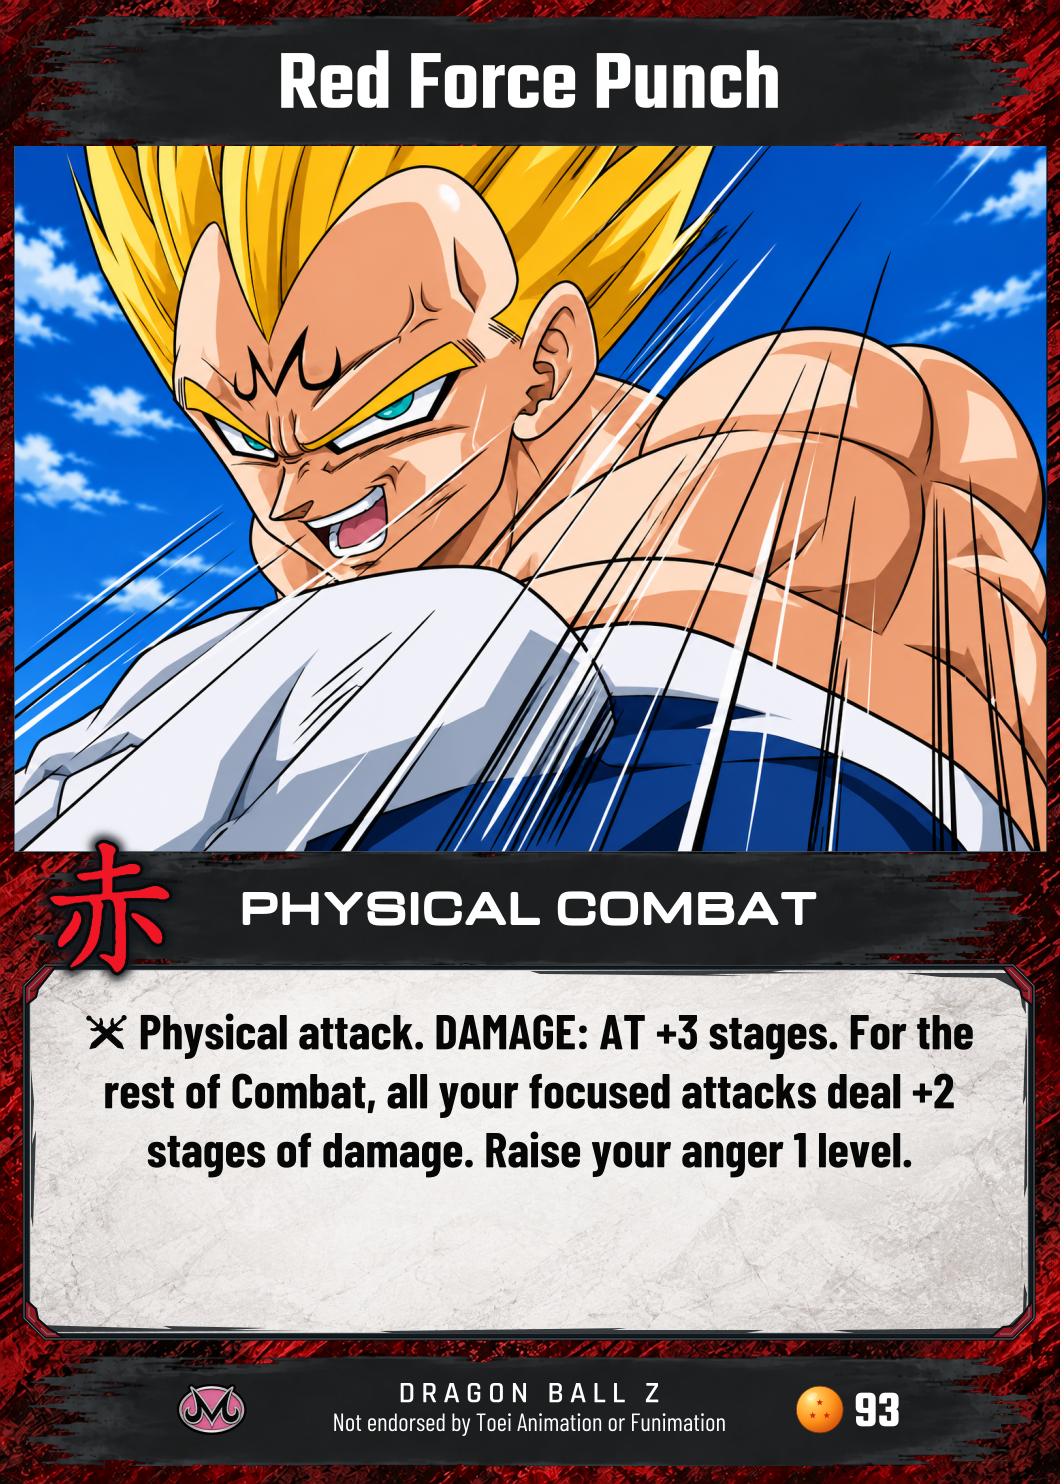 Red Force Punch
赤
PHYSICAL COMBAT
Physical attack. DAMAGE: AT +3 stages. For the
rest of Combat, all your focused attacks deal +2
stages of damage. Raise your anger 1 level.
DRAGON BALL Z
Not endorsed by Toei Animation or Funimation
93